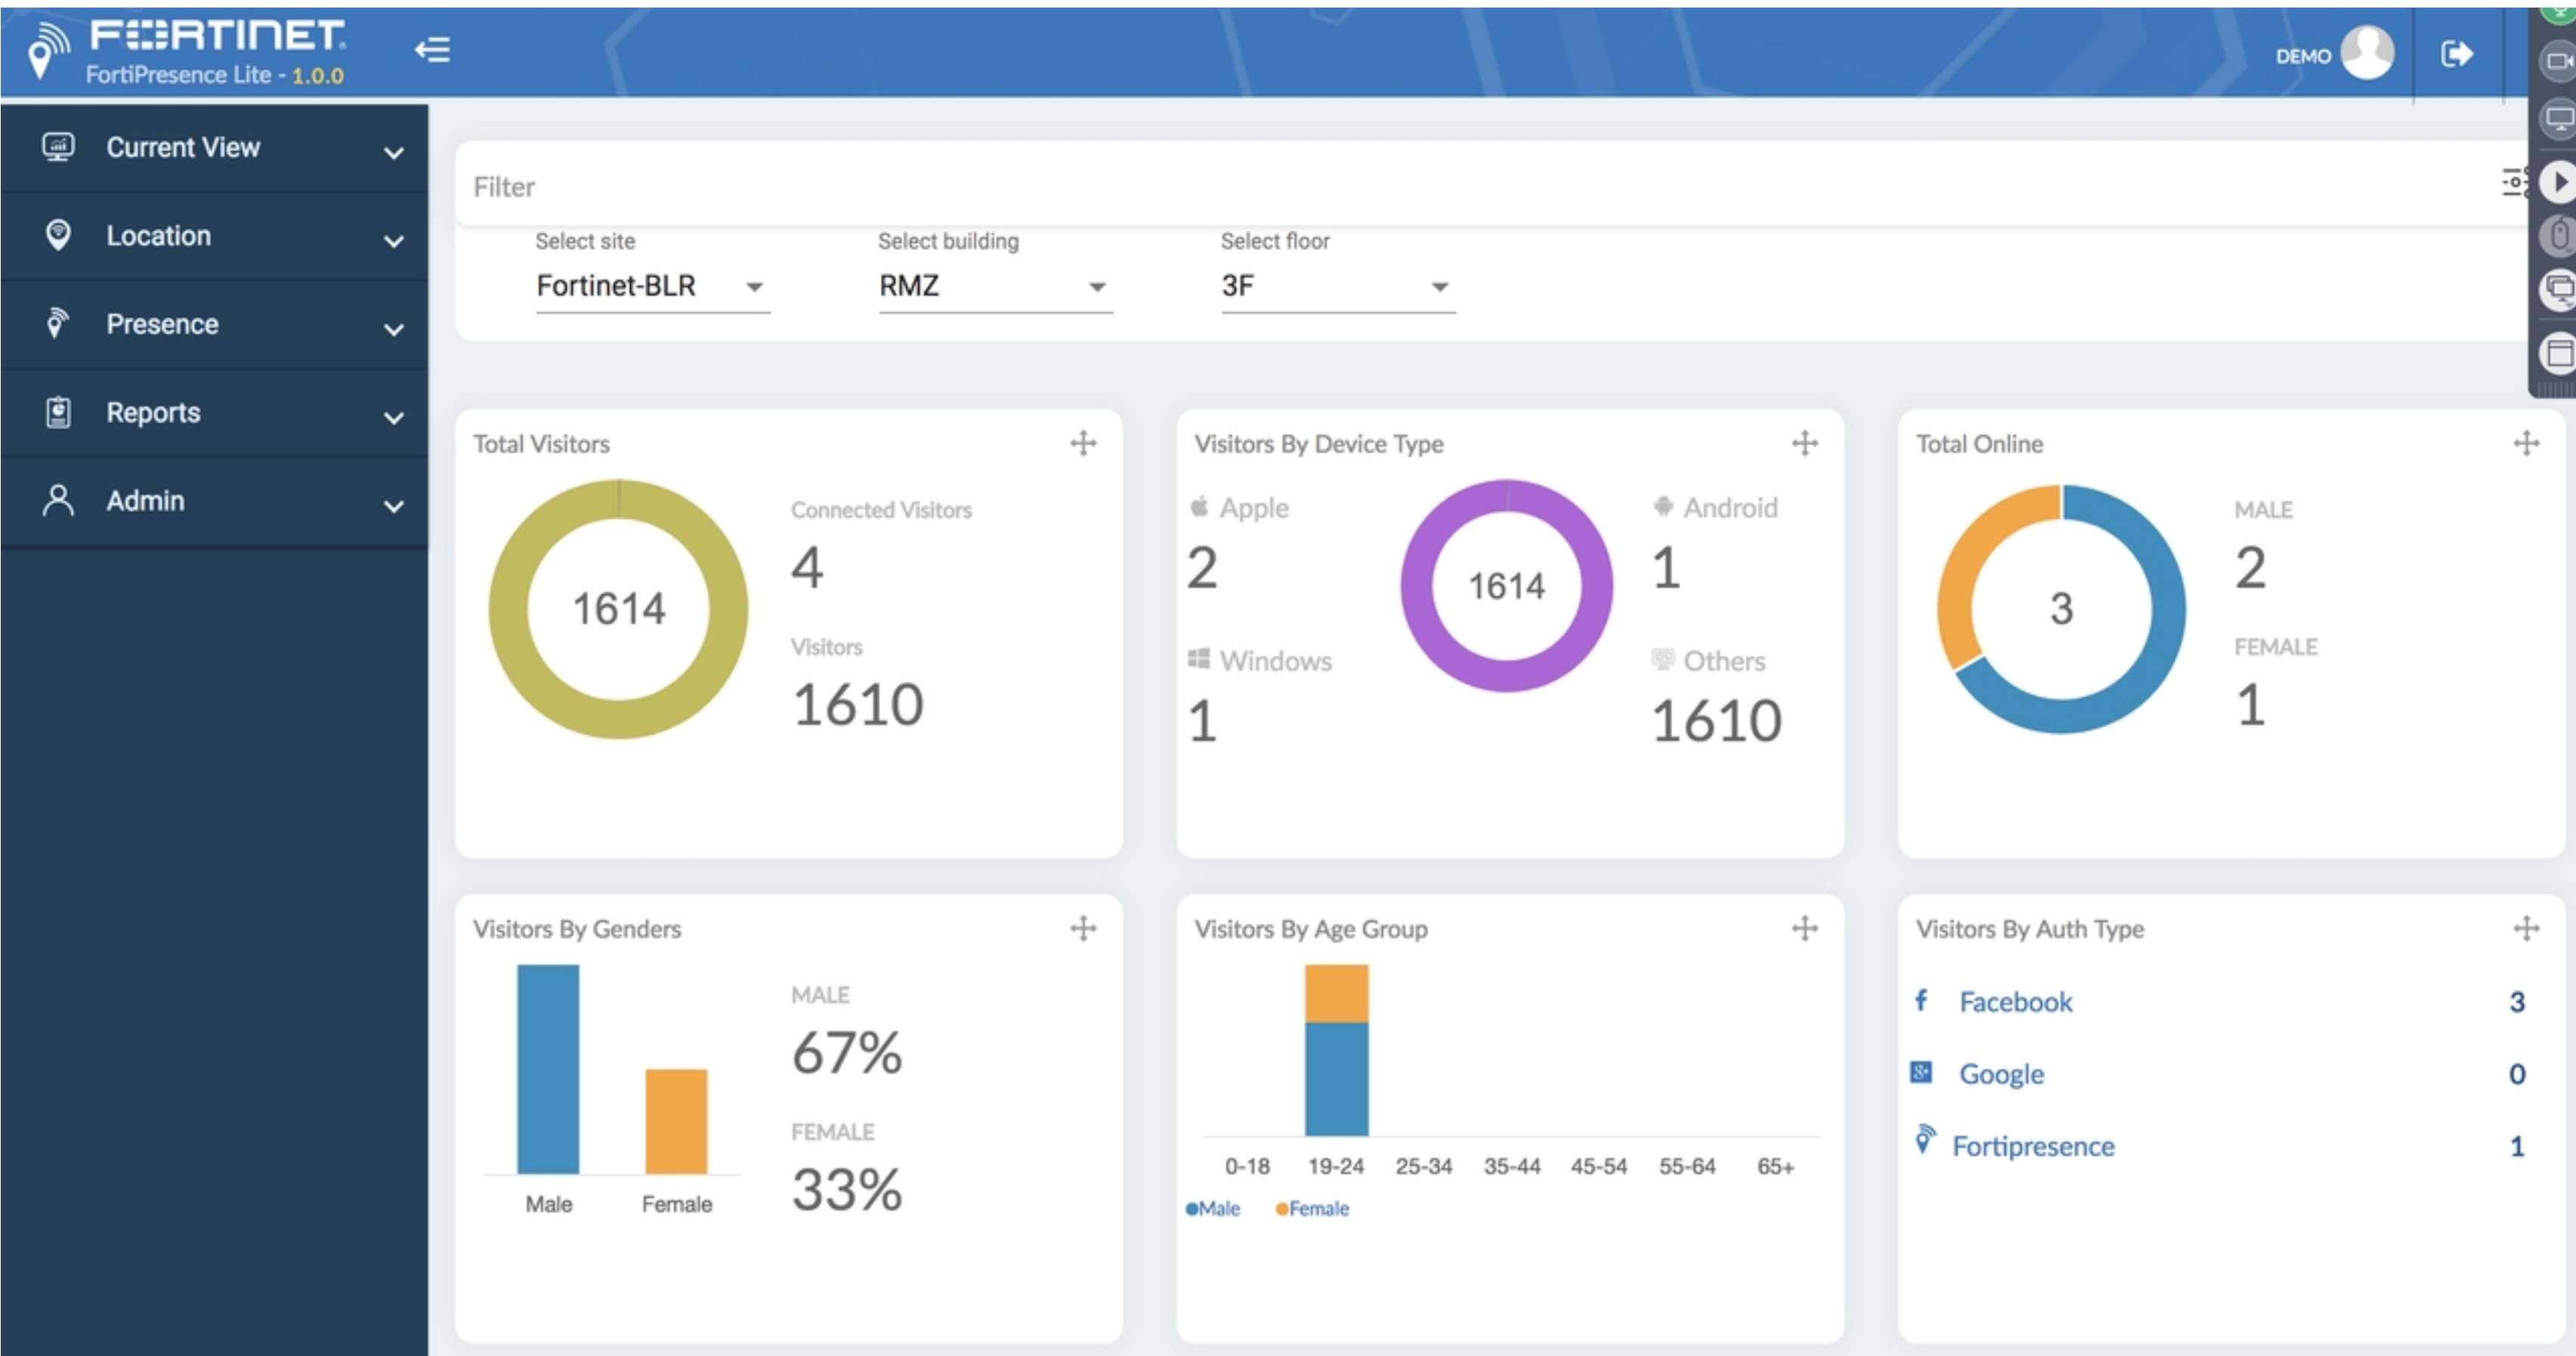 FORTINET
FortiPresence Lite - 1.0.0
DEMO
Current View
Location
Presence
Reports
Admin
Filter
Select site
Select building
Select floor
Fortinet-BLR
RMZ
3F
Total Visitors
1614
Connected Visitors
4
Visitors
1610
Visitors By Device Type
Apple
2
Windows
1
1614
Android
1
Others
1610
Total Online
3
MALE
2
FEMALE
1
Visitors By Genders
Male
Female
MALE
67%
FEMALE
33%
Visitors By Age Group
0-18 19-24 25-34 35-44 45-54 55-64 65+
Male Female
Visitors By Auth Type
Facebook 3
Google 0
Fortipresence 1